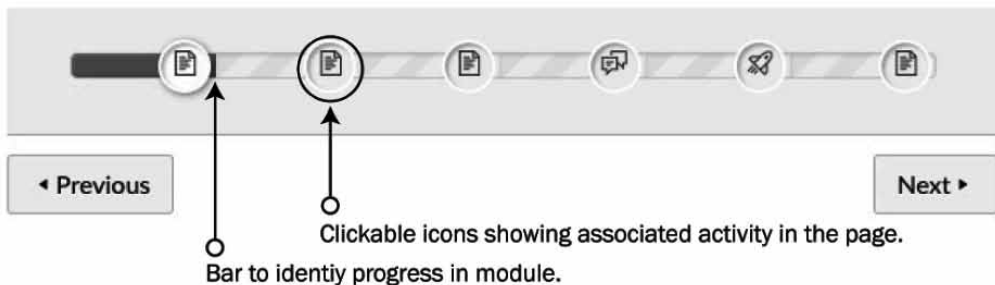 Previous
Next
Clickable icons showing associated activity in the page.
Bar to identiy progress in module.